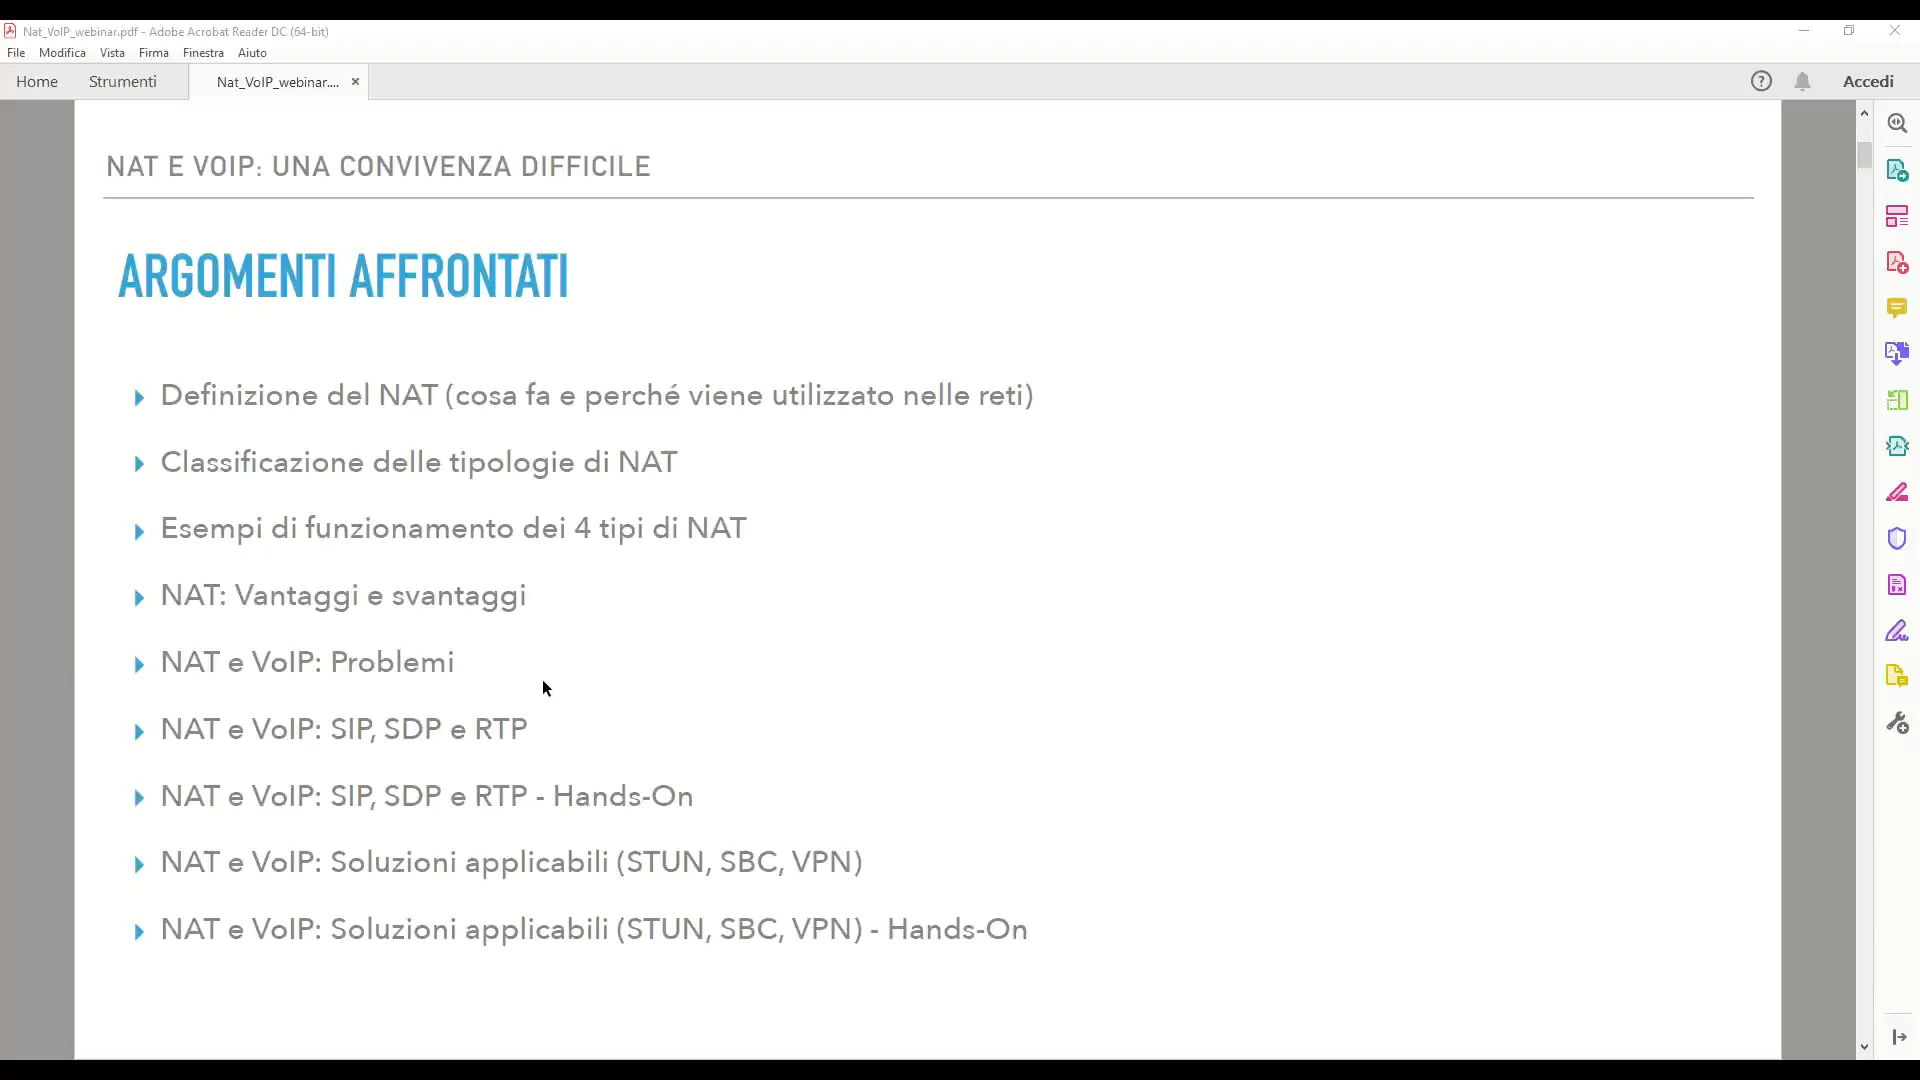 Nat_VoIP_webinar.pdf - Adobe Acrobat Reader DC (64-bit)
File Modifica Vista Firma Finestra Aiuto
Home Strumenti Nat_VoIP_webinar.... × Accedi
NAT E VOIP: UNA CONVIVENZA DIFFICILE
ARGOMENTI AFFRONTATI
Definizione del NAT (cosa fa e perché viene utilizzato nelle reti)
Classificazione delle tipologie di NAT
Esempi di funzionamento dei 4 tipi di NAT
NAT: Vantaggi e svantaggi
NAT e VoIP: Problemi
NAT e VoIP: SIP, SDP e RTP
NAT e VoIP: SIP, SDP e RTP - Hands-On
NAT e VoIP: Soluzioni applicabili (STUN, SBC, VPN)
NAT e VoIP: Soluzioni applicabili (STUN, SBC, VPN) - Hands-On